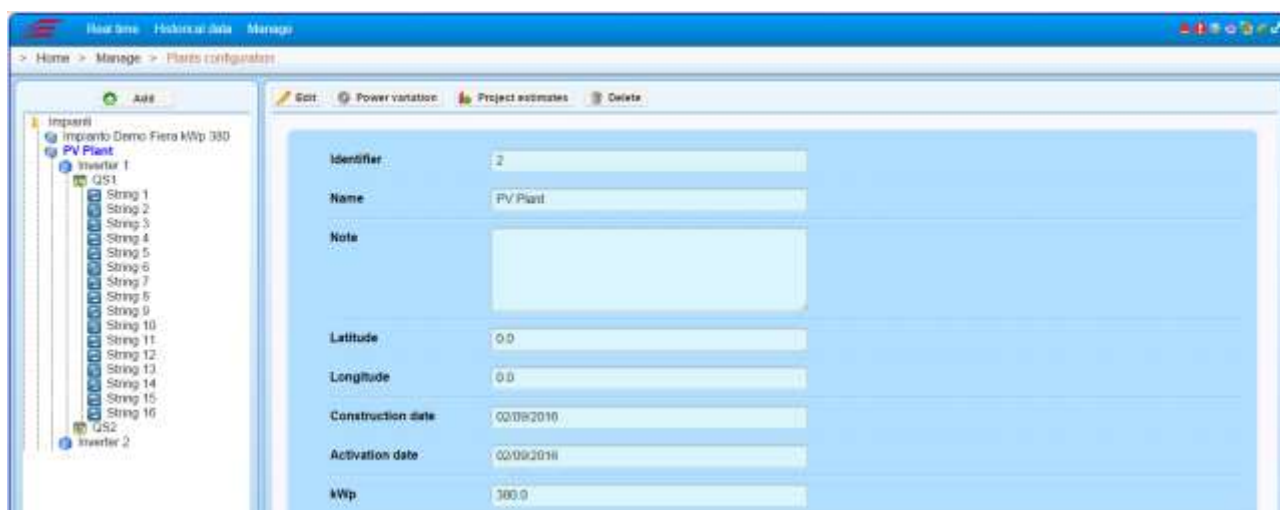 Real time Historical data Manage
> Home > Manage > Plants configuration
Add
Edit Power variation Project estimates Delete
Impianti
Impianto Demo Fiera kWp 380
PV Plant
Inverter 1
QS1
String 1
String 2
String 3
String 4
String 5
String 6
String 7
String 8
String 9
String 10
String 11
String 12
String 13
String 14
String 15
String 16
QS2
Inverter 2
Identifier 2
Name PV Plant
Note
Latitude 0.0
Longitude 0.0
Construction date 02/09/2016
Activation date 02/09/2016
kWp 380.0